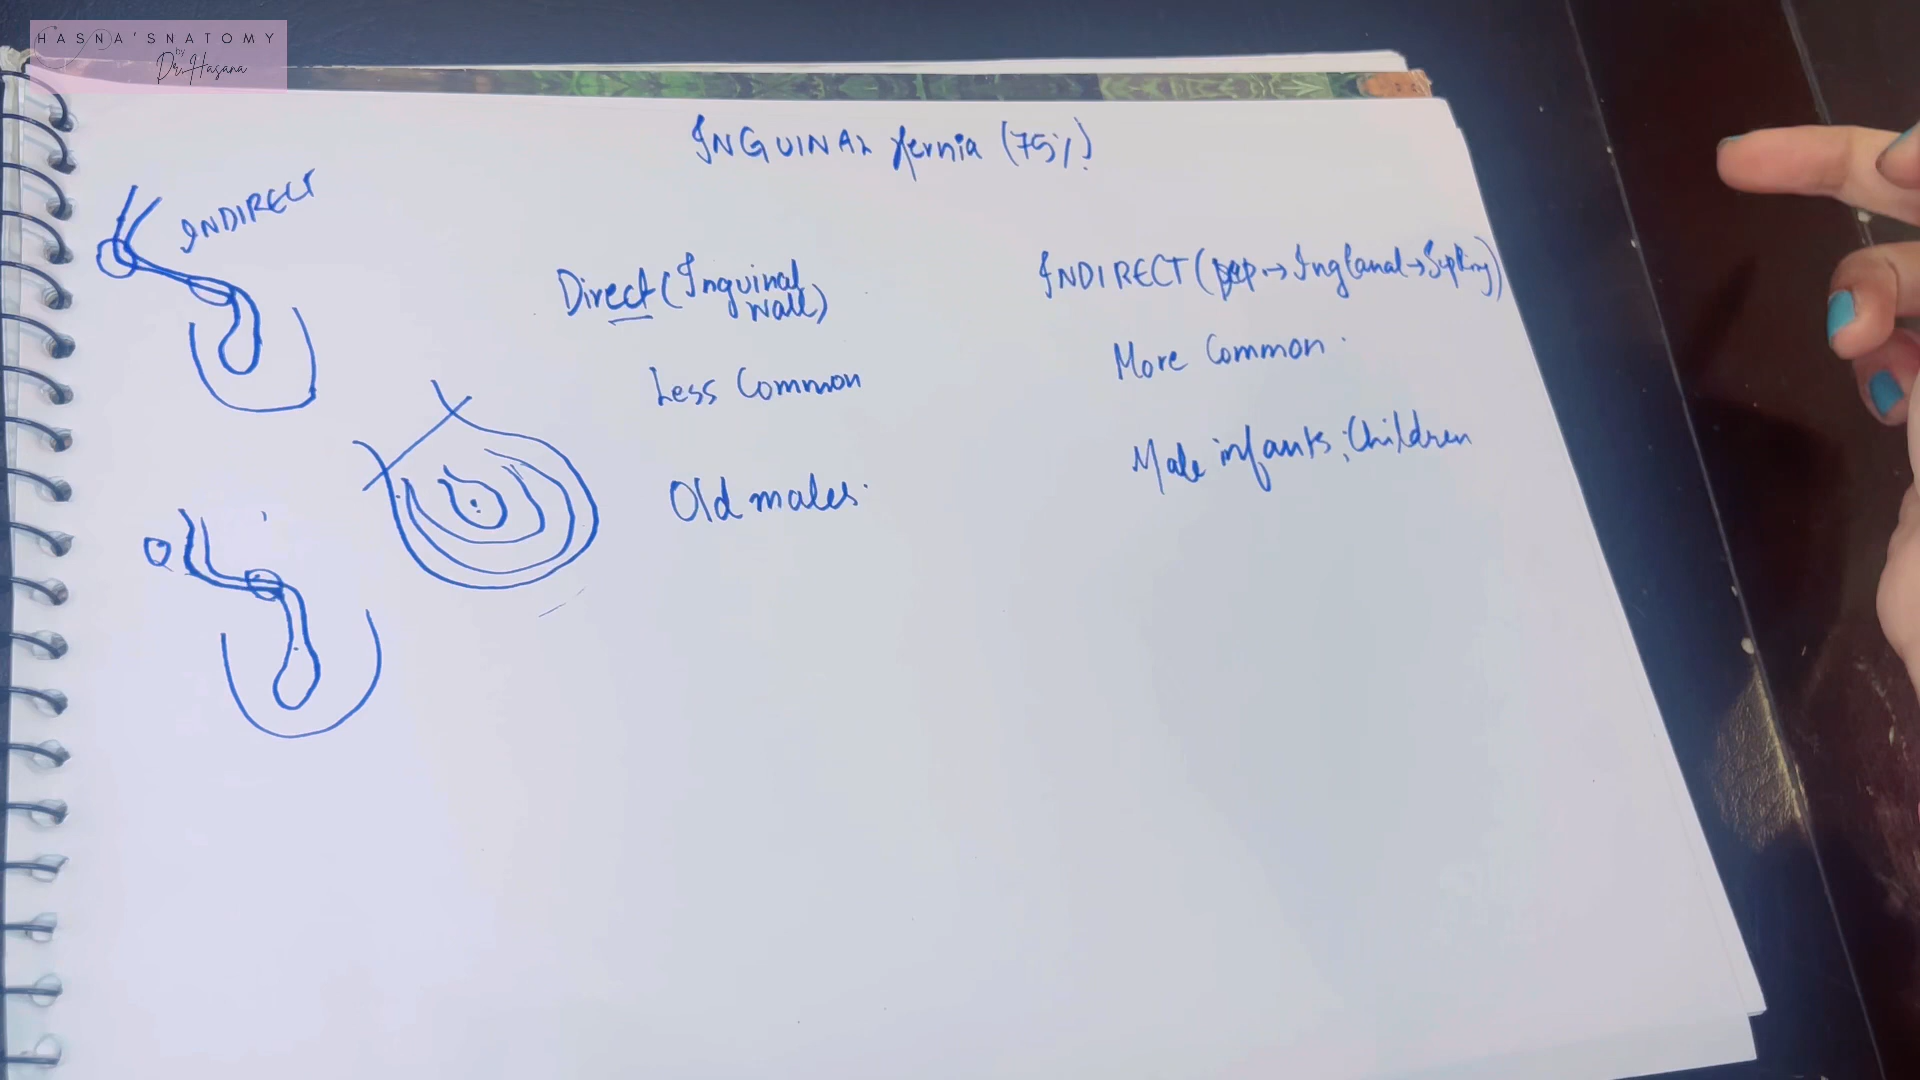 HASNA'SNATOMY
by
Dr.Hasana
INGUINAL Hernia (75%)
INDIRECT
Direct (Inguinal
wall)
INDIRECT (Dep → Ing Canal → Sup Ring)
Less Common
More Common
Old males
Male infants, Children